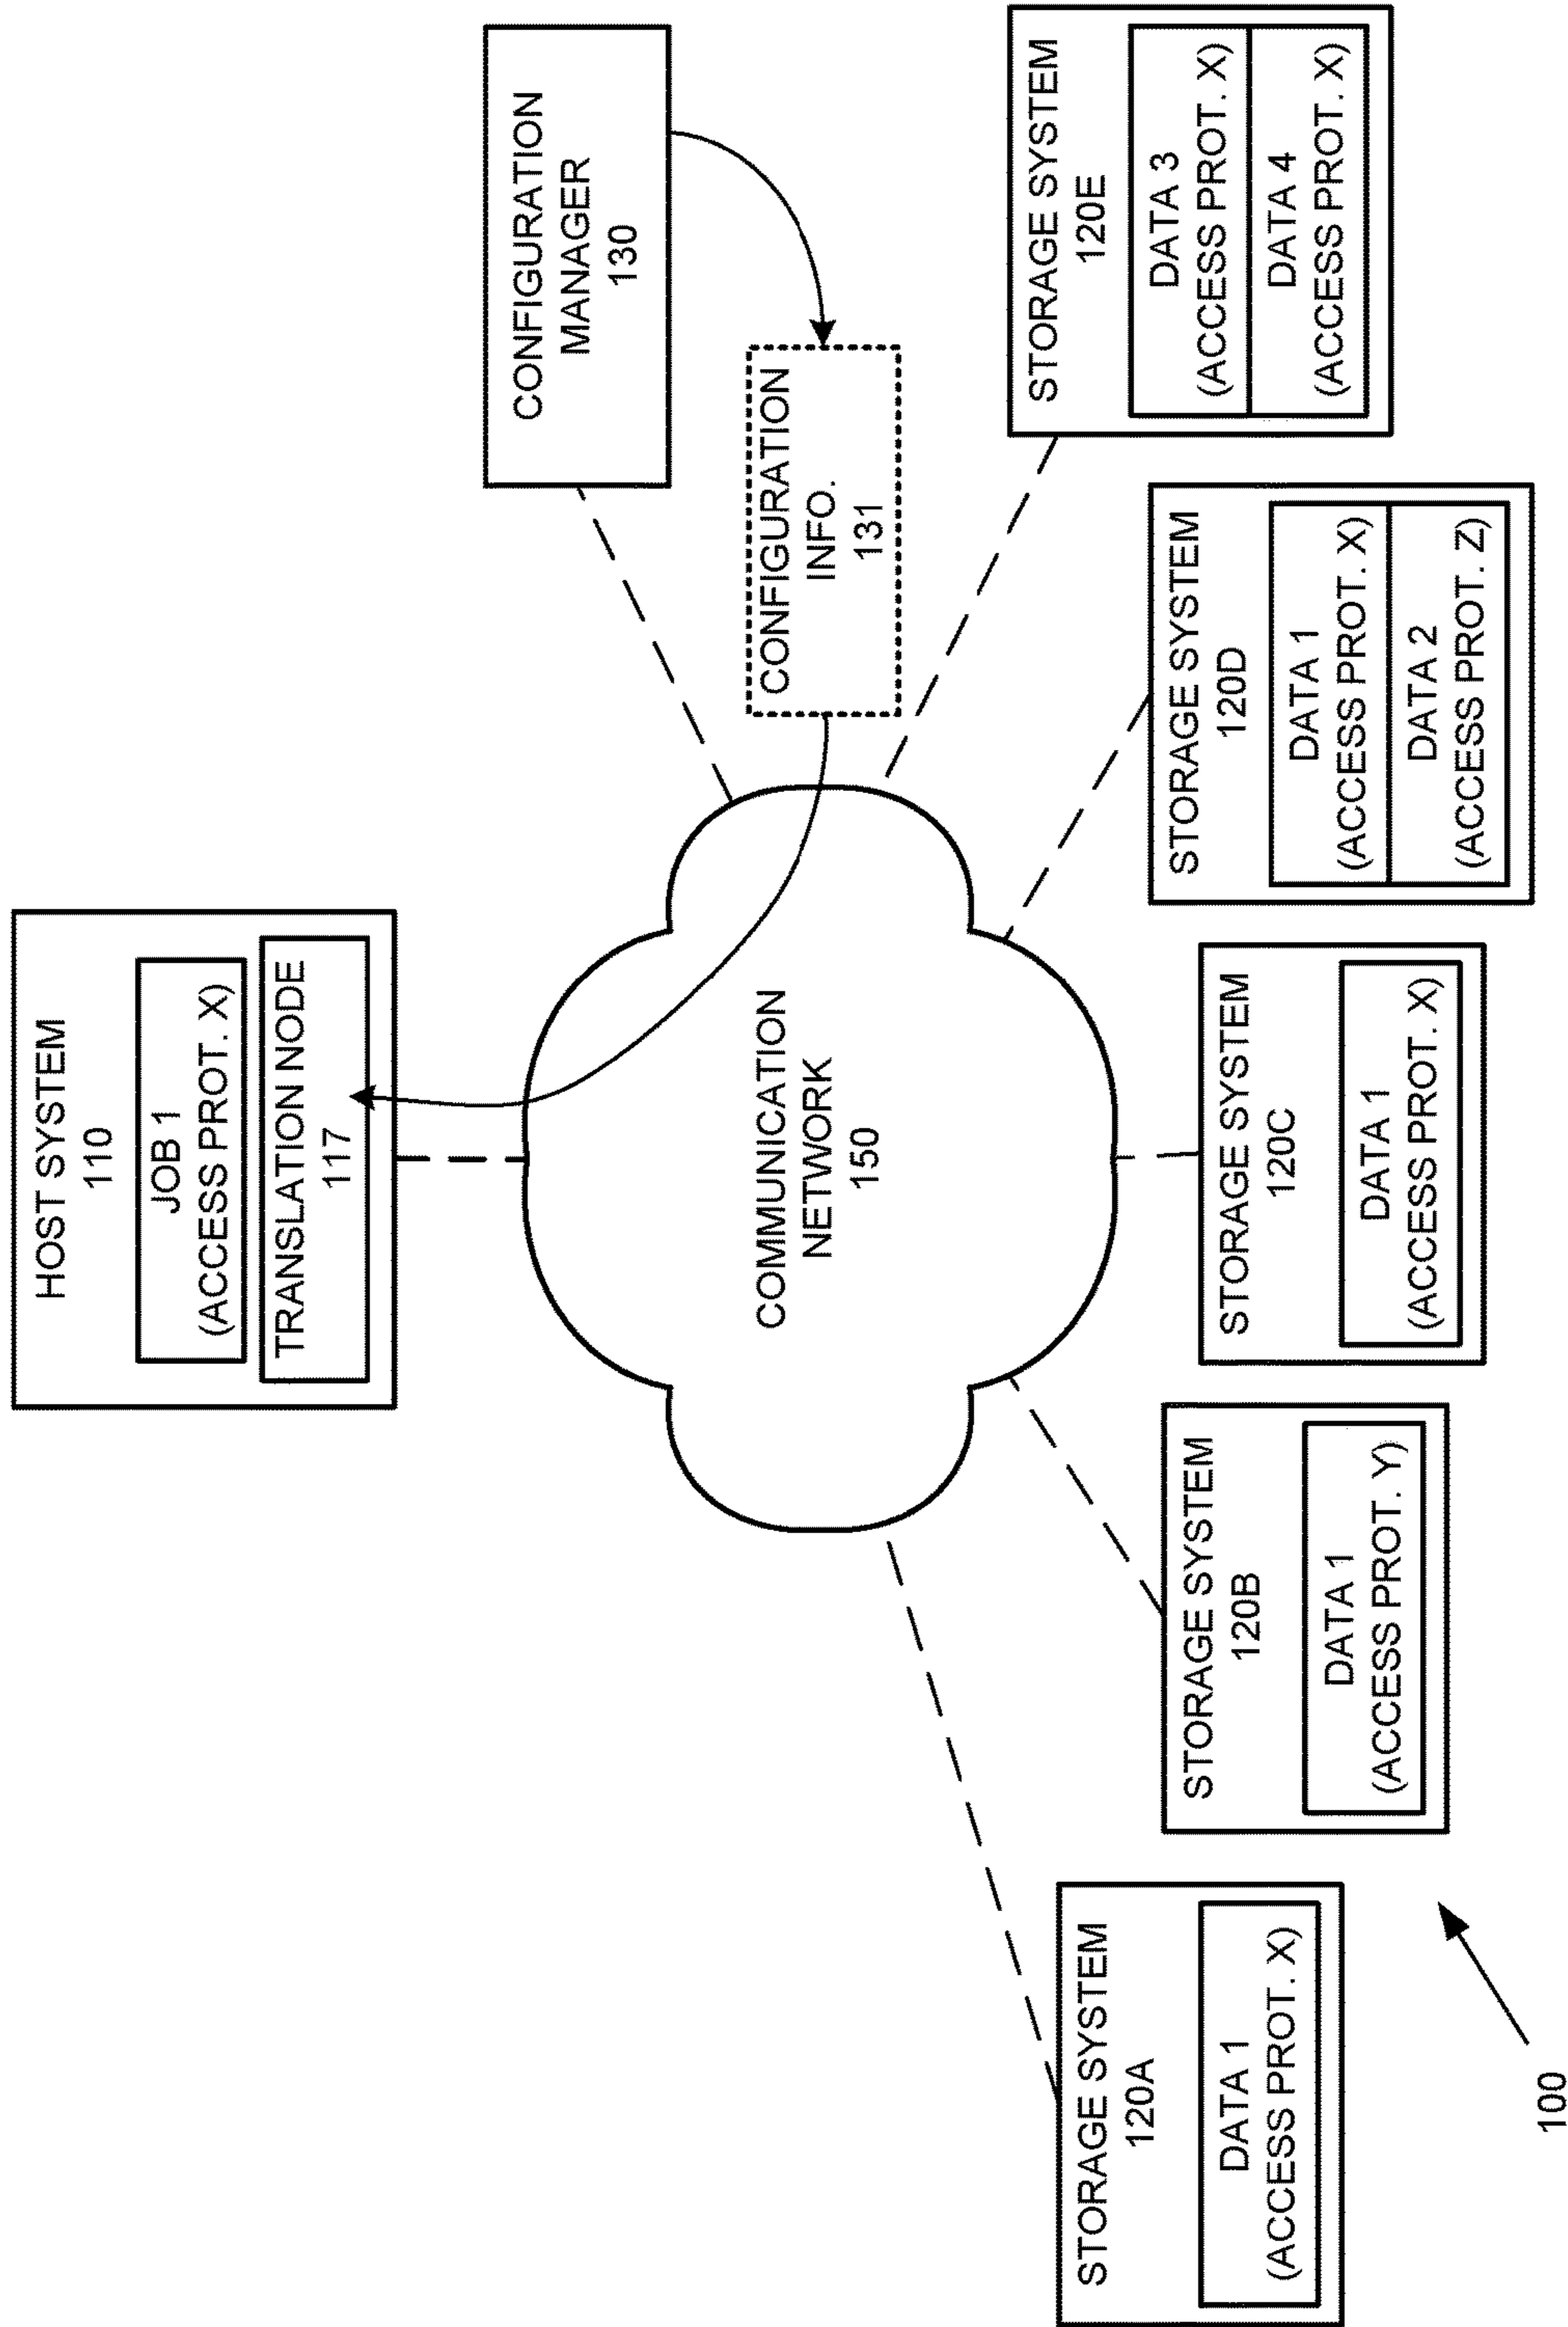 HOST SYSTEM
110
JOB 1
(ACCESS PROT. X)
TRANSLATION NODE
117
CONFIGURATION
MANAGER
130
CONFIGURATION
INFO.
131
COMMUNICATION
NETWORK
150
STORAGE SYSTEM
120A
DATA 1
(ACCESS PROT. X)
STORAGE SYSTEM
120B
DATA 1
(ACCESS PROT. Y)
STORAGE SYSTEM
120C
DATA 1
(ACCESS PROT. X)
STORAGE SYSTEM
120D
DATA 1
(ACCESS PROT. X)
DATA 2
(ACCESS PROT. Z)
STORAGE SYSTEM
120E
DATA 3
(ACCESS PROT. X)
DATA 4
(ACCESS PROT. X)
100